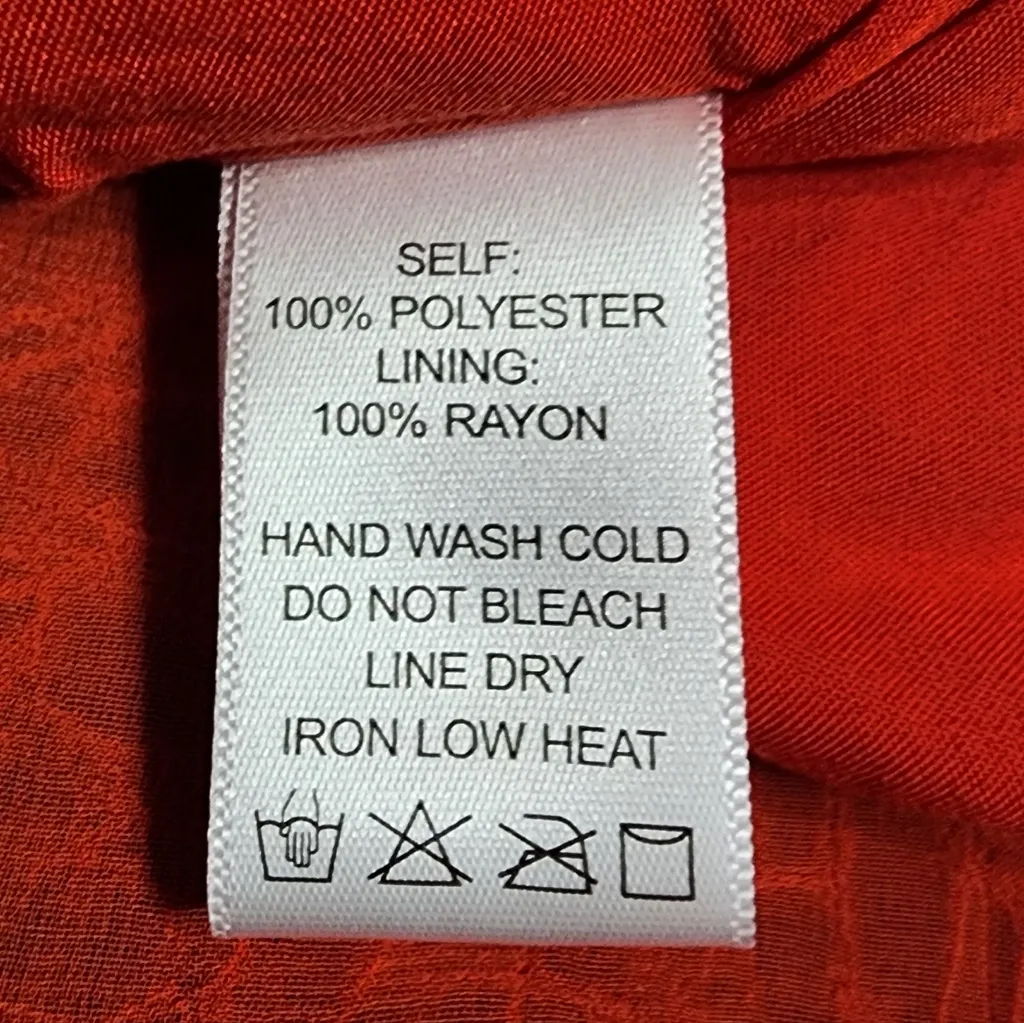 SELF:
100% POLYESTER
LINING:
100% RAYON
HAND WASH COLD
DO NOT BLEACH
LINE DRY
IRON LOW HEAT